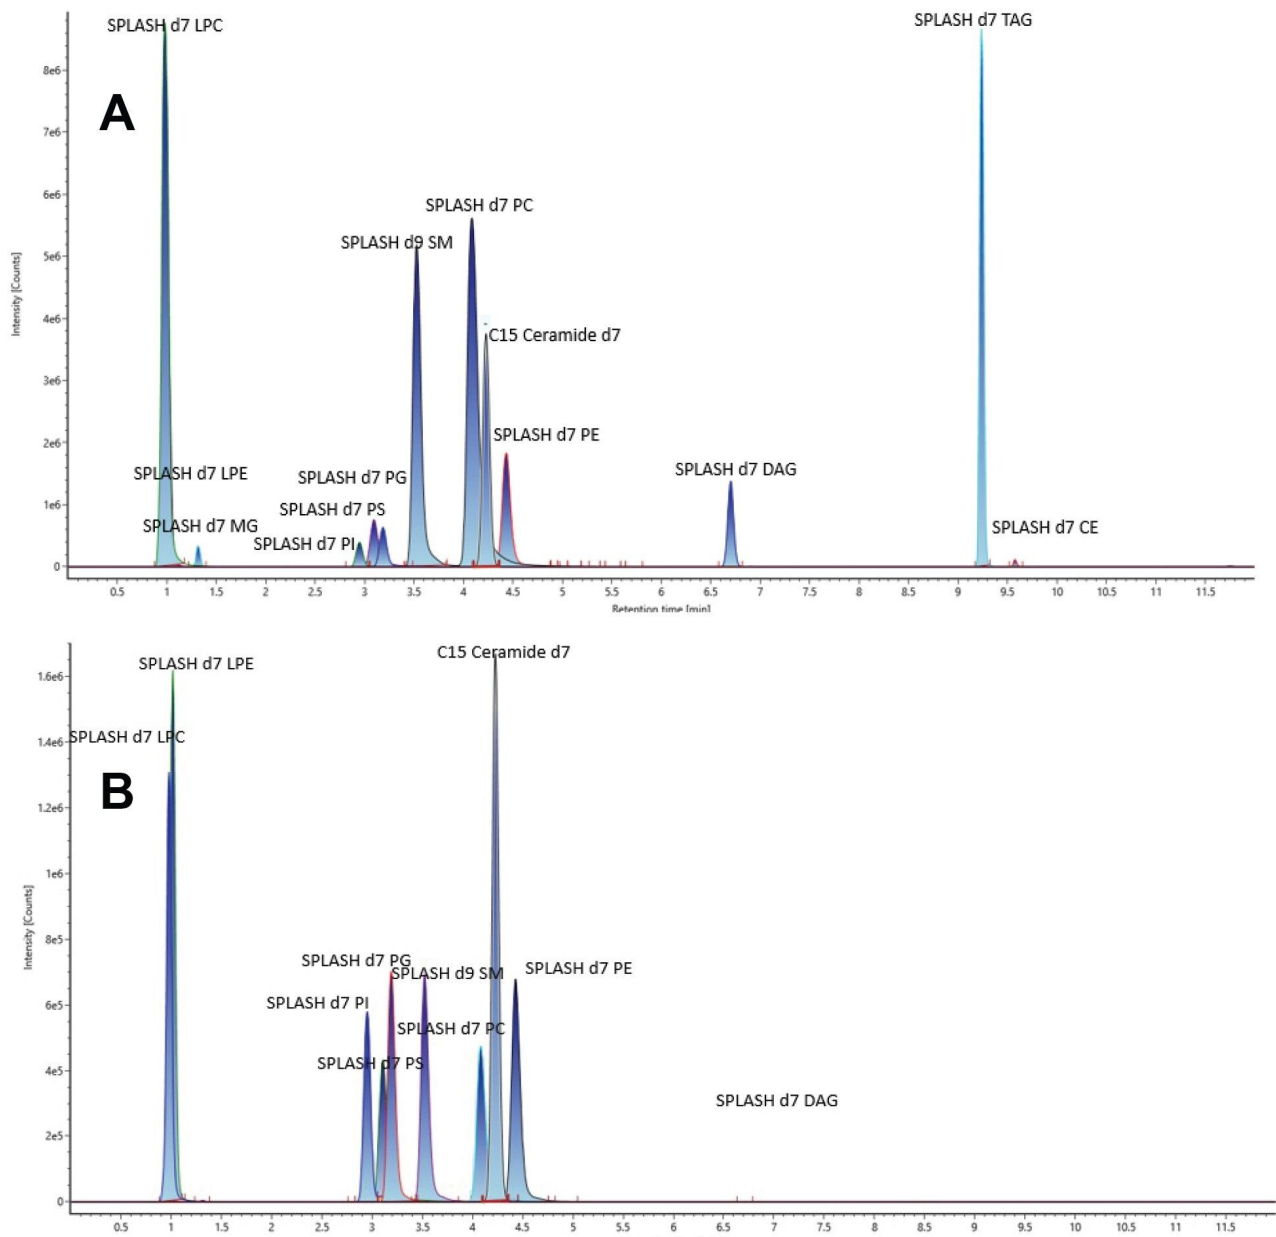 SPLASH d7 LPC
SPLASH d7 TAG
A
8e6
7e6
6e6
5e6
4e6
3e6
2e6
1e6
0
Intensity [Counts]
SPLASH d7 PC
SPLASH d9 SM
C15 Ceramide d7
SPLASH d7 PE
SPLASH d7 LPE
SPLASH d7 PG
SPLASH d7 DAG
SPLASH d7 PS
SPLASH d7 MG
SPLASH d7 CE
SPLASH d7 PI
0.5 1 1.5 2 2.5 3 3.5 4 4.5 5 5.5 6 6.5 7 7.5 8 8.5 9 9.5 10 10.5 11 11.5
Retention time [min]
C15 Ceramide d7
SPLASH d7 LPE
SPLASH d7 LPC
B
1.6e6
1.4e6
1.2e6
1e6
8e5
6e5
4e5
2e5
0
Intensity [Counts]
SPLASH d7 PG
SPLASH d9 SM
SPLASH d7 PE
SPLASH d7 PI
SPLASH d7 PC
SPLASH d7 PS
SPLASH d7 DAG
0.5 1 1.5 2 2.5 3 3.5 4 4.5 5 5.5 6 6.5 7 7.5 8 8.5 9 9.5 10 10.5 11 11.5